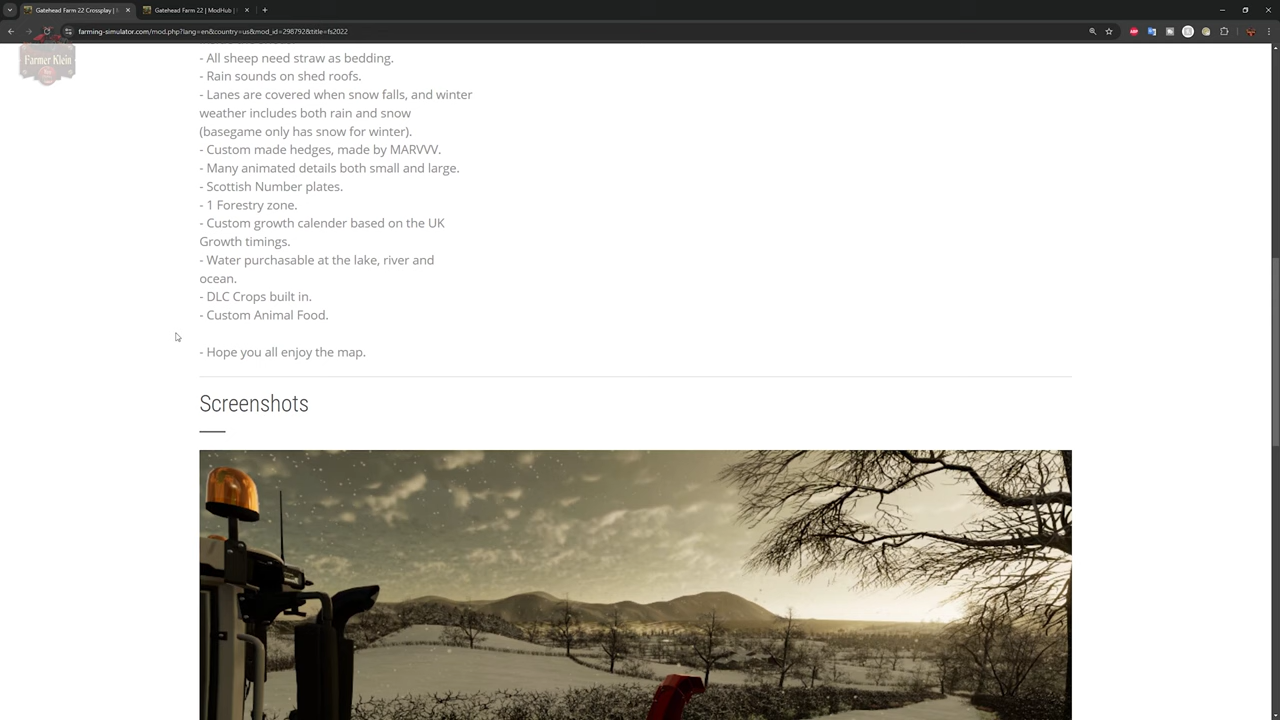 Gatehead Farm 22 Crossplay |
Gatehead Farm 22 | ModHub |
farming-simulator.com/mod.php?lang=en&country=us&mod_id=298792&title=fs2022
Farmer Klein
- All sheep need straw as bedding.
- Rain sounds on shed roofs.
- Lanes are covered when snow falls, and winter
weather includes both rain and snow
(basegame only has snow for winter).
- Custom made hedges, made by MARVVV.
- Many animated details both small and large.
- Scottish Number plates.
- 1 Forestry zone.
- Custom growth calender based on the UK
Growth timings.
- Water purchasable at the lake, river and
ocean.
- DLC Crops built in.
- Custom Animal Food.
- Hope you all enjoy the map.
Screenshots